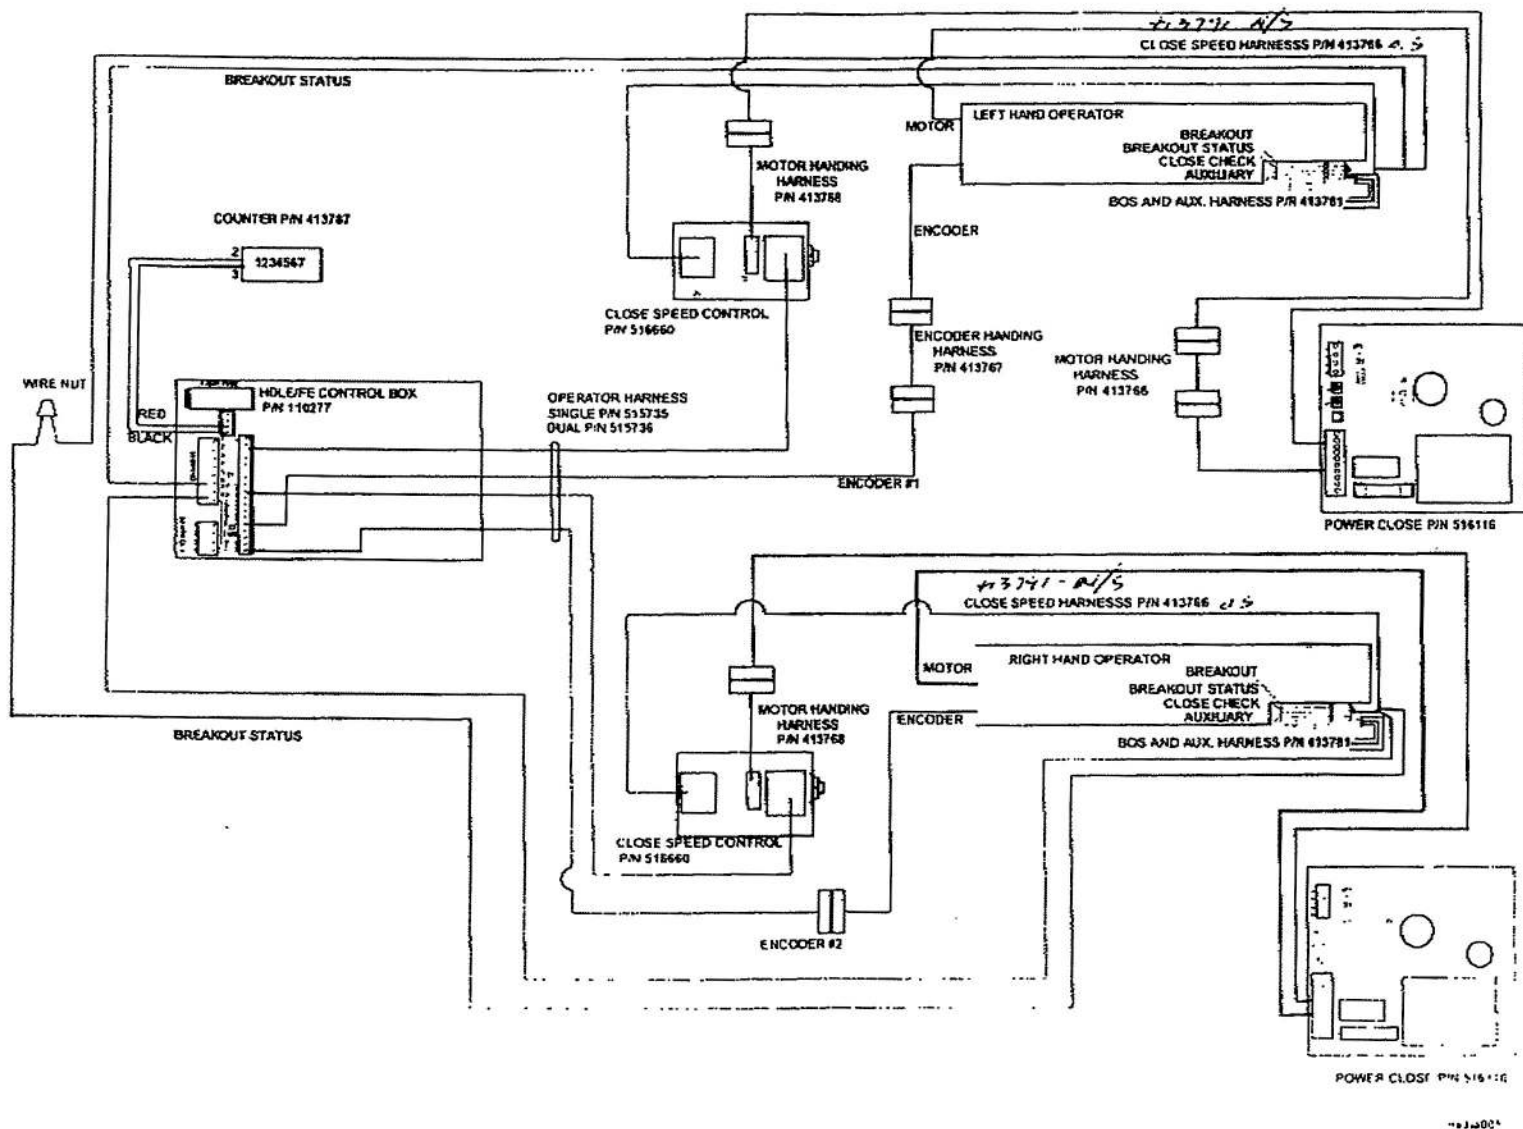 CLOSE SPEED HARNESSS P/N 413766
BREAKOUT STATUS
MOTOR
LEFT HAND OPERATOR
BREAKOUT
BREAKOUT STATUS
CLOSE CHECK
AUXILIARY
BOS AND AUX. HARNESS P/N 413781
MOTOR HANDING
HARNESS
P/N 413768
COUNTER P/N 413787
2
3
1234567
ENCODER
CLOSE SPEED CONTROL
P/N 516660
ENCODER HANDING
HARNESS
P/N 413767
MOTOR HANDING
HARNESS
P/N 413766
WIRE NUT
RED
BLACK
CONTROL BOX
P/N 110277
OPERATOR HARNESS
SINGLE P/N 515735
DUAL P/N 515736
ENCODER #1
POWER CLOSE P/N 516116
CLOSE SPEED HARNESSS P/N 413766
MOTOR
RIGHT HAND OPERATOR
BREAKOUT
BREAKOUT STATUS
CLOSE CHECK
AUXILIARY
BOS AND AUX. HARNESS P/N 413781
MOTOR HANDING
HARNESS
P/N 413768
ENCODER
BREAKOUT STATUS
CLOSE SPEED CONTROL
P/N 516660
ENCODER #2
POWER CLOSE P/N